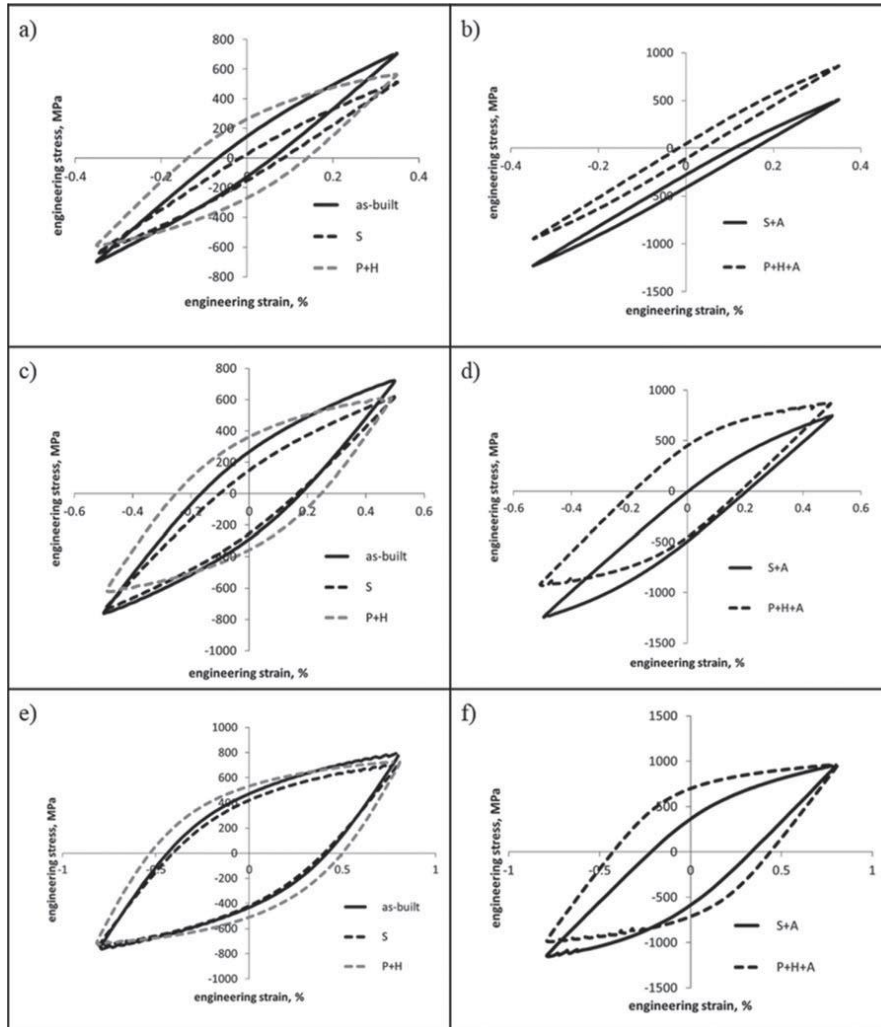 a)
engineering stress, MPa
800
600
400
200
0
-200
-400
-600
-800
-0.4
-0.2
0
0.2
0.4
as-built
S
P+H
engineering strain, %
b)
engineering stress, MPa
1000
500
0
-500
-1000
-1500
-0.4
-0.2
0
0.2
0.4
S+A
P+H+A
engineering strain, %
c)
engineering stress, MPa
800
600
400
200
0
-200
-400
-600
-800
-1000
-0.6
-0.4
-0.2
0
0.2
0.4
0.6
as-built
S
P+H
engineering strain, %
d)
engineering stress, MPa
1000
500
0
-500
-1000
-1500
-0.6
-0.4
-0.2
0
0.2
0.4
0.6
S+A
P+H+A
engineering strain, %
e)
engineering stress, MPa
1000
800
600
400
200
0
-200
-400
-600
-800
-1000
-1
-0.5
0
0.5
1
as-built
S
P+H
engineering strain, %
f)
engineering stress, MPa
1500
1000
500
0
-500
-1000
-1500
-1
-0.5
0
0.5
1
S+A
P+H+A
engineering strain, %